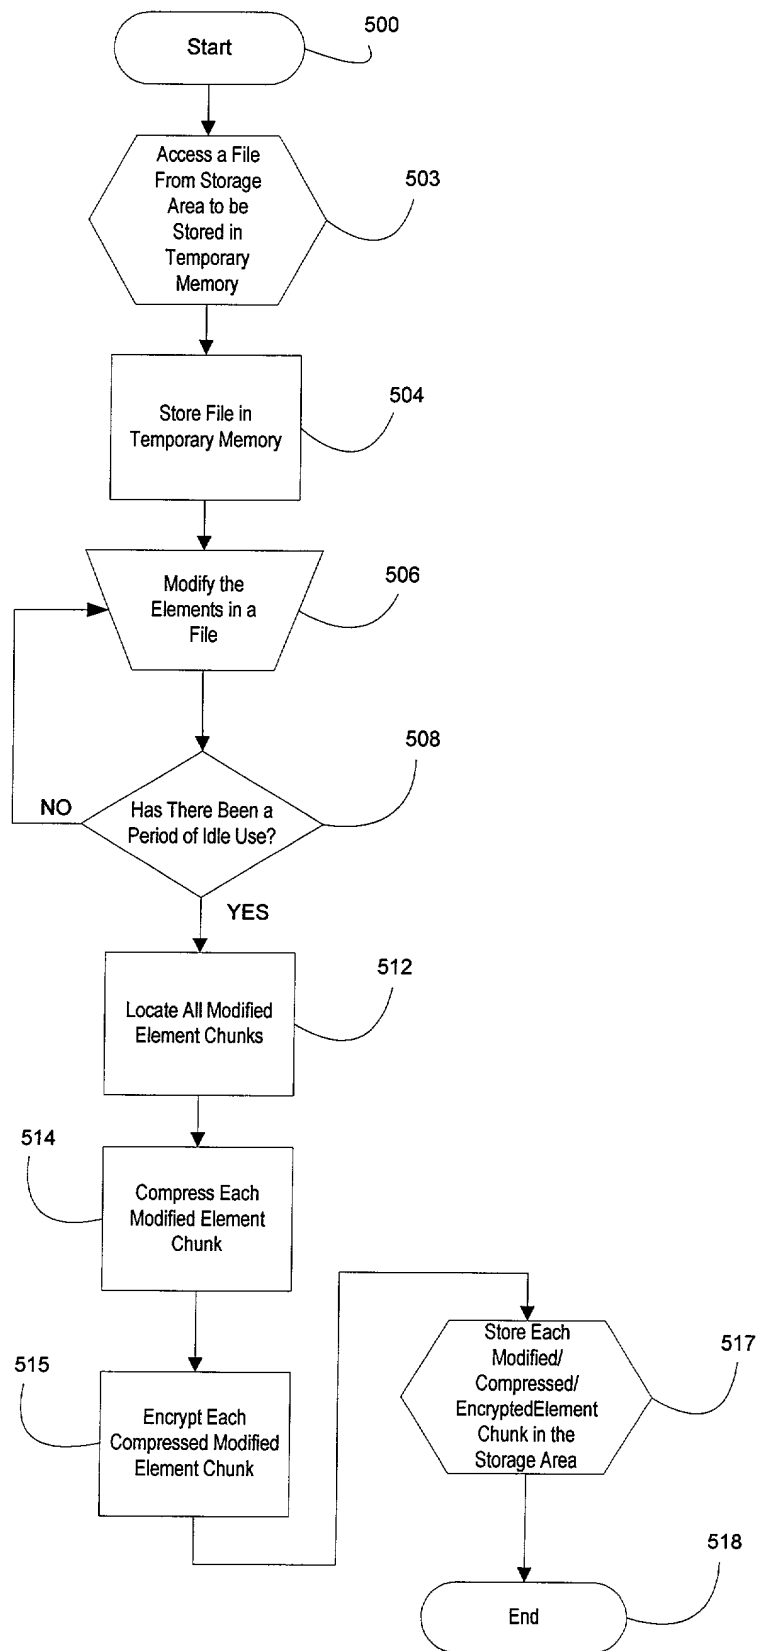 Start
500
Access a File
From Storage
Area to be
Stored in
Temporary
Memory
503
Store File in
Temporary Memory
504
Modify the
Elements in a
File
506
Has There Been a
Period of Idle Use?
508
NO
YES
Locate All Modified
Element Chunks
512
514
Compress Each
Modified Element
Chunk
515
Encrypt Each
Compressed Modified
Element Chunk
Store Each
Modified/
Compressed/
EncryptedElement
Chunk in the
Storage Area
517
End
518